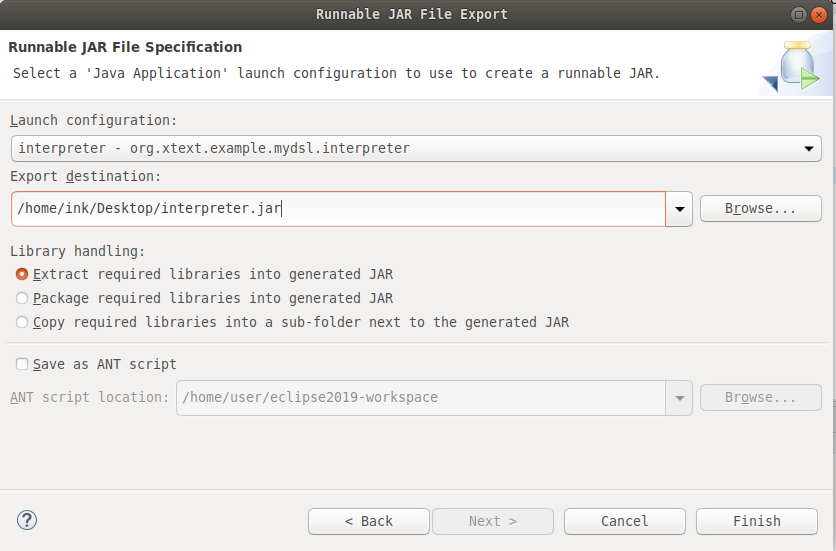 Runnable JAR File Export
Runnable JAR File Specification
Select a 'Java Application' launch configuration to use to create a runnable JAR.
Launch configuration:
interpreter - org.xtext.example.mydsl.interpreter
Export destination:
/home/ink/Desktop/interpreter.jar
Browse...
Library handling:
Extract required libraries into generated JAR
Package required libraries into generated JAR
Copy required libraries into a sub-folder next to the generated JAR
Save as ANT script
ANT script location: /home/user/eclipse2019-workspace Browse...
? < Back Next > Cancel Finish